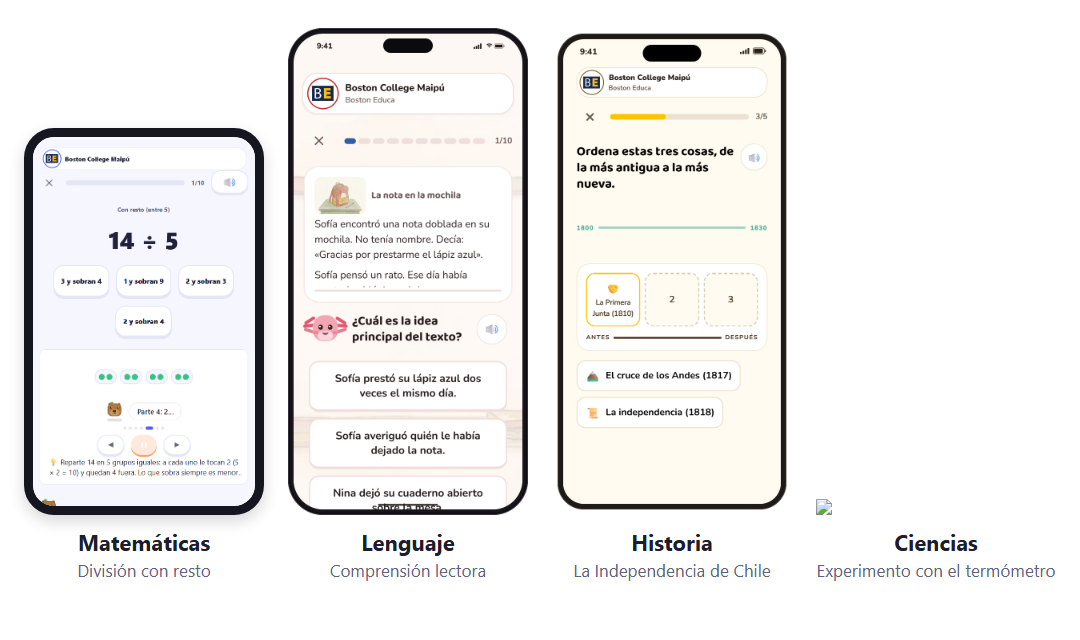 Boston College Maipú
1/10
Con resto (entre 5)
14 ÷ 5
3 y sobran 4
1 y sobran 9
2 y sobran 3
2 y sobran 4
Parte 4: 2...
Reparte 14 en 5 grupos iguales: a cada uno le tocan 2 (5
× 2 = 10) y quedan 4 fuera. Lo que sobra siempre es menor..
Matemáticas
División con resto
9:41
BE
Boston College Maipú
Boston Educa
1/10
La nota en la mochila
Sofía encontró una nota doblada en su
mochila. No tenía nombre. Decía:
«Gracias por prestarme el lápiz azul».
Sofía pensó un rato. Ese día había
¿Cuál es la idea
principal del texto?
Sofía prestó su lápiz azul dos
veces el mismo día.
Sofía averiguó quién le había
dejado la nota.
Nina dejó su cuaderno abierto
sobre la mesa.
Lenguaje
Comprensión lectora
9:41
BE
Boston College Maipú
Boston Educa
3/5
Ordena estas tres cosas, de
la más antigua a la más
nueva.
1800
1830
La Primera
Junta (1810)
2
3
ANTES
DESPUÉS
El cruce de los Andes (1817)
La independencia (1818)
Historia
La Independencia de Chile
Ciencias
Experimento con el termómetro